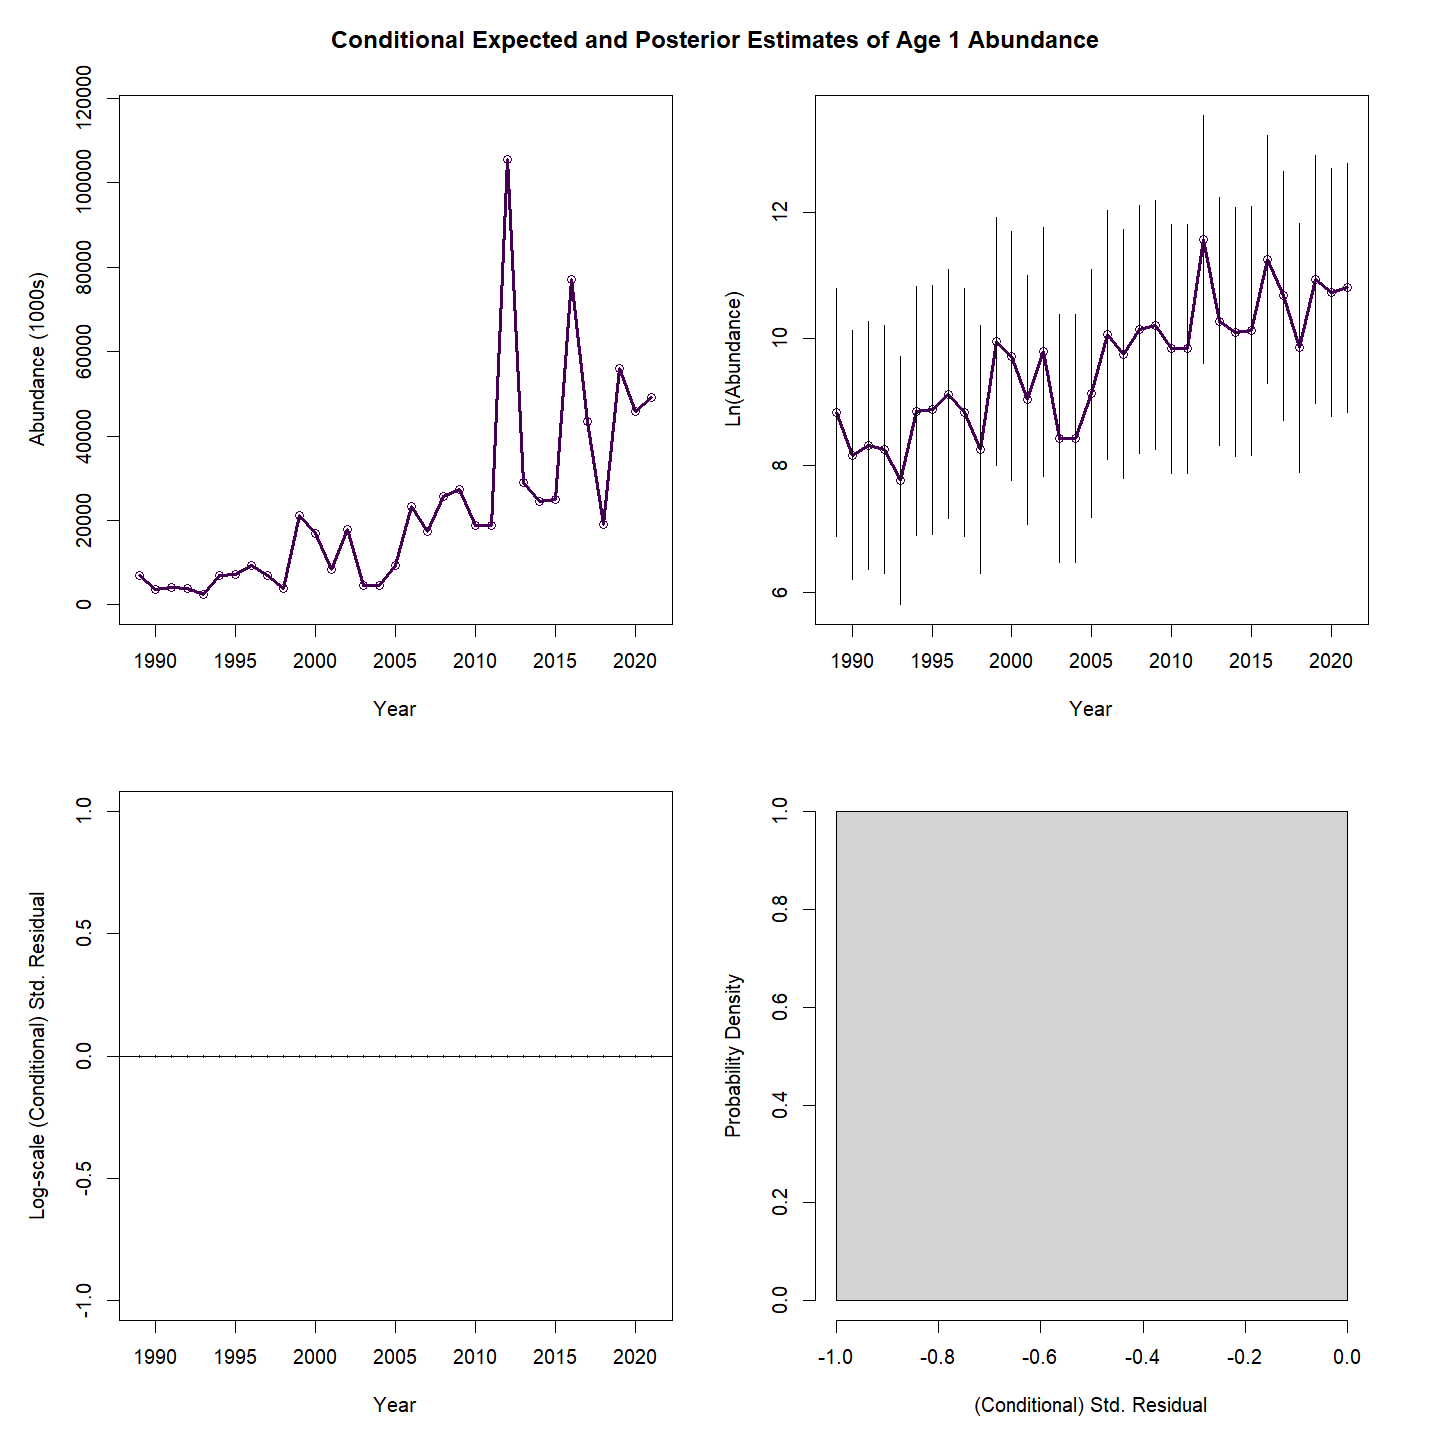 Conditional Expected and Posterior Estimates of Age 1 Abundance
Abundance (1000s)
120000
100000
80000
60000
40000
20000
0
1990 1995 2000 2005 2010 2015 2020
Year
Ln(Abundance)
12
10
8
6
1990 1995 2000 2005 2010 2015 2020
Year
Log-scale (Conditional) Std. Residual
1.0
0.5
0.0
-0.5
-1.0
1990 1995 2000 2005 2010 2015 2020
Year
Probability Density
1.0
0.8
0.6
0.4
0.2
0.0
-1.0 -0.8 -0.6 -0.4 -0.2 0.0
(Conditional) Std. Residual